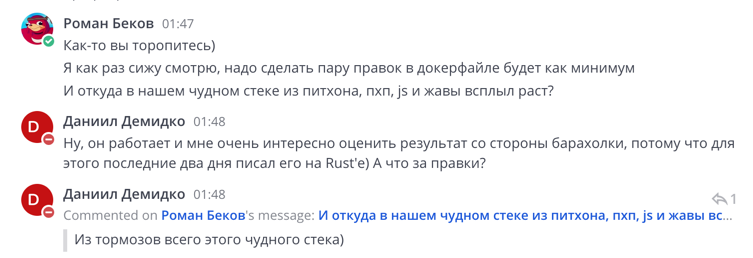 Роман Беков 01:47
Как-то вы торопитесь)
Я как раз сижу смотрю, надо сделать пару правок в докерфайле будет как минимум
И откуда в нашем чудном стеке из питхона, пхп, js и жавы всплыл раст?
D
Даниил Демидко 01:48
Ну, он работает и мне очень интересно оценить результат со стороны барахолки, потому что для
этого последние два дня писал его на Rust'е) А что за правки?
D
Даниил Демидко 01:48
1
Commented on Роман Беков's message: И откуда в нашем чудном стеке из питхона, пхп, js и жавы вс...
Из тормозов всего этого чудного стека)